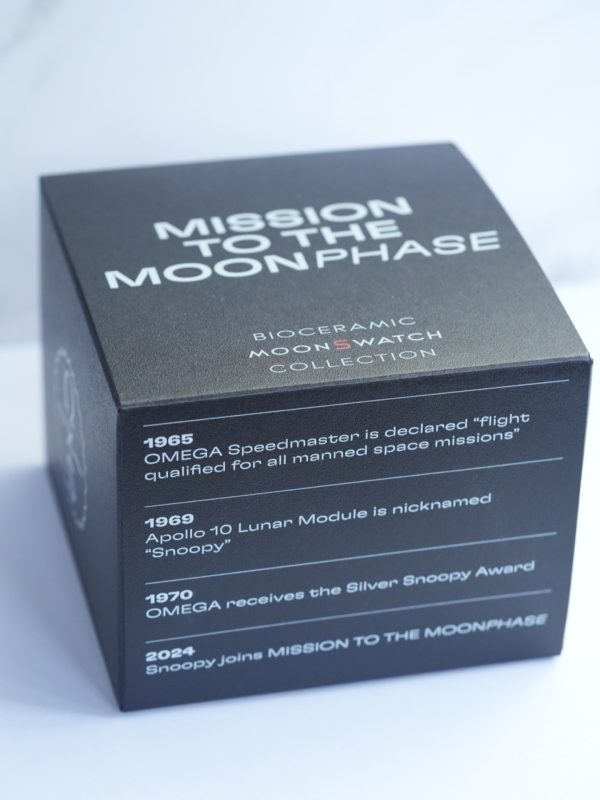 MISSION
TO THE
MOONPHASE
BIOCERAMIC
MOONSWATCH
COLLECTION
1965
OMEGA Speedmaster is declared “flight
qualified for all manned space missions”
1969
Apollo 10 Lunar Module is nicknamed
“Snoopy”
1970
OMEGA receives the Silver Snoopy Award
2024
Snoopy joins MISSION TO THE MOONPHASE